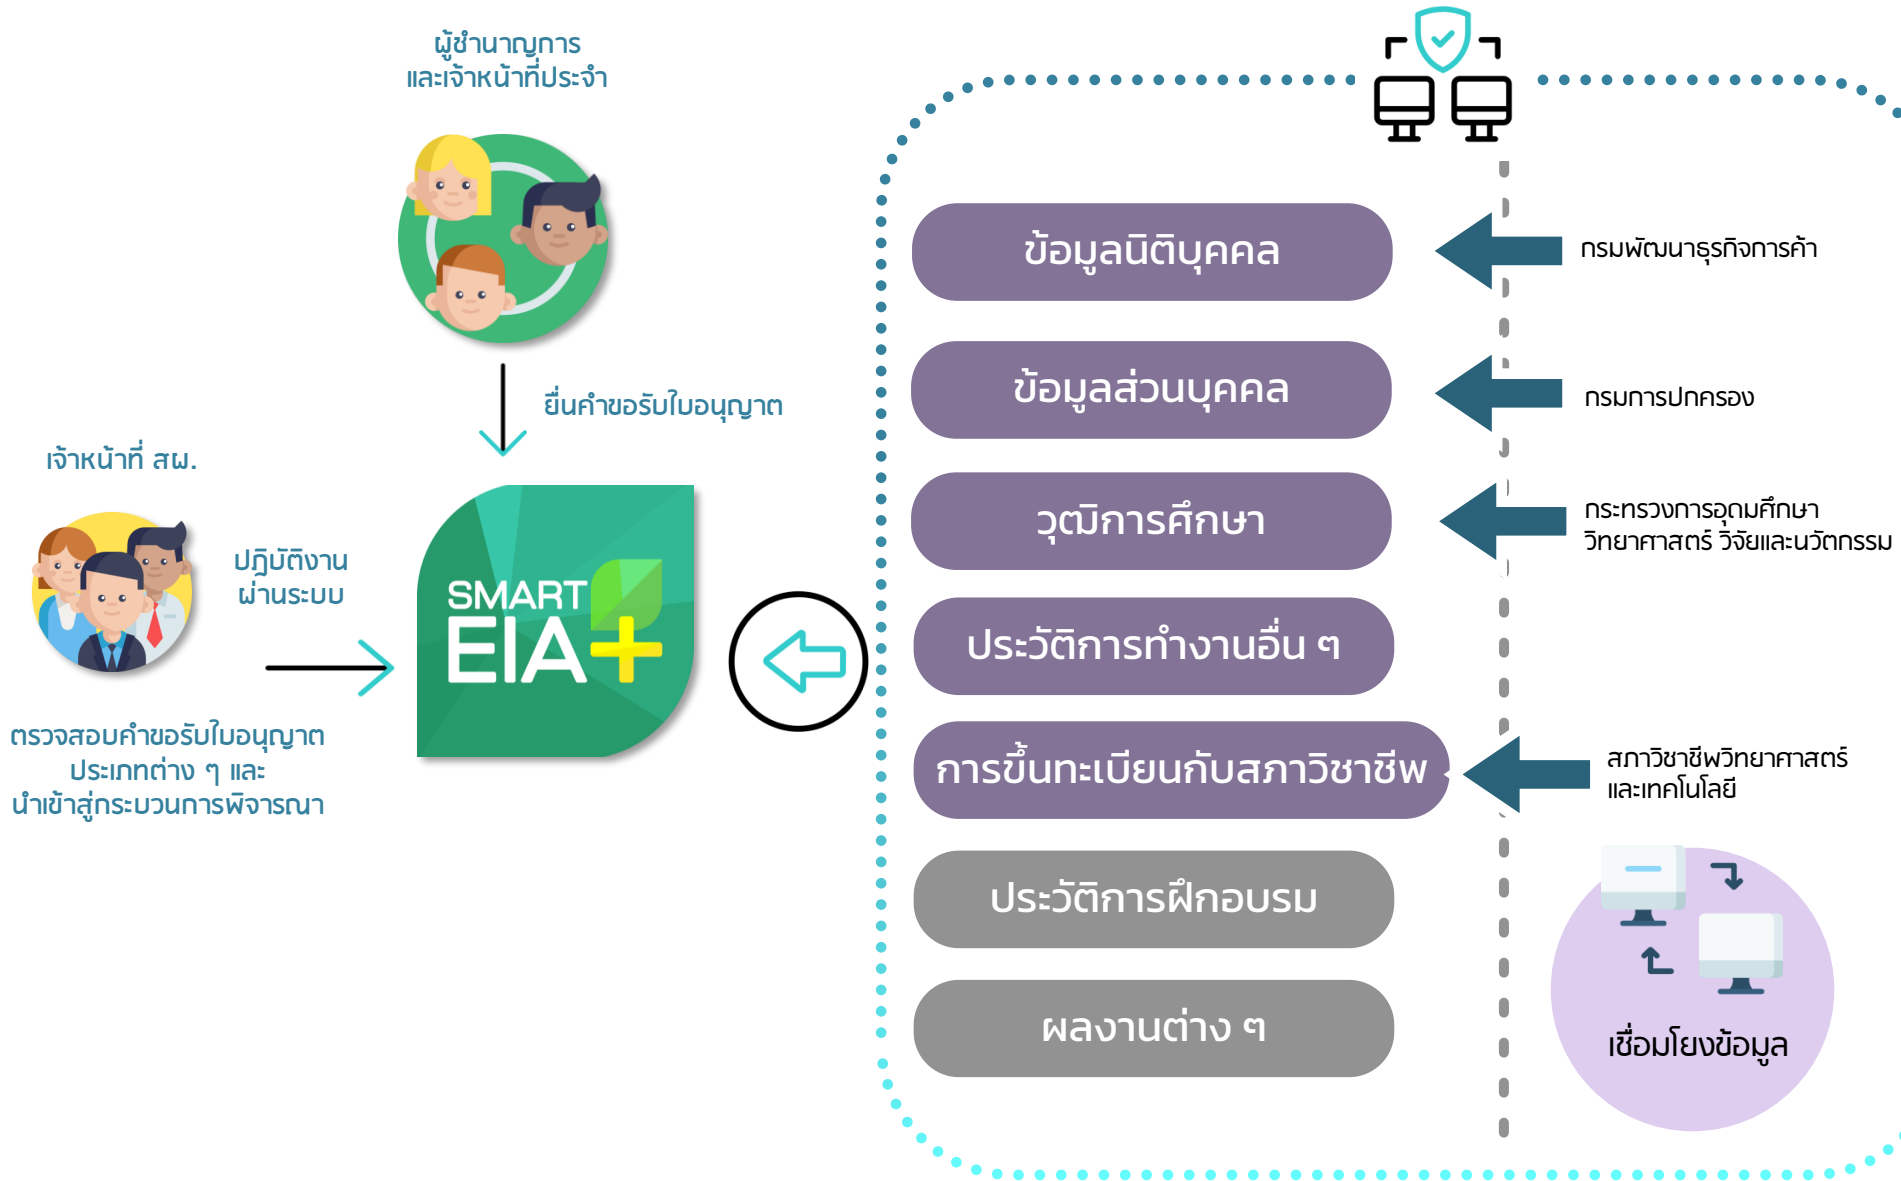 ผู้ชำนาญการ
และเจ้าหน้าที่ประจำ
ยื่นคำขอรับใบอนุญาต
เจ้าหน้าที่ สผ.
ปฏิบัติงาน
ผ่านระบบ
ตรวจสอบคำขอรับใบอนุญาต
ประเภทต่าง ๆ และ
นำเข้าสู่กระบวนการพิจารณา
SMART
EIA+
ข้อมูลนิติบุคคล
กรมพัฒนาธุรกิจการค้า
ข้อมูลส่วนบุคคล
กรมการปกครอง
วุฒิการศึกษา
กระทรวงการอุดมศึกษา
วิทยาศาสตร์ วิจัยและนวัตกรรม
ประวัติการทำงานอื่น ๆ
การขึ้นทะเบียนกับสภาวิชาชีพ
สภาวิชาชีพวิทยาศาสตร์
และเทคโนโลยี
ประวัติการฝึกอบรม
ผลงานต่าง ๆ
เชื่อมโยงข้อมูล